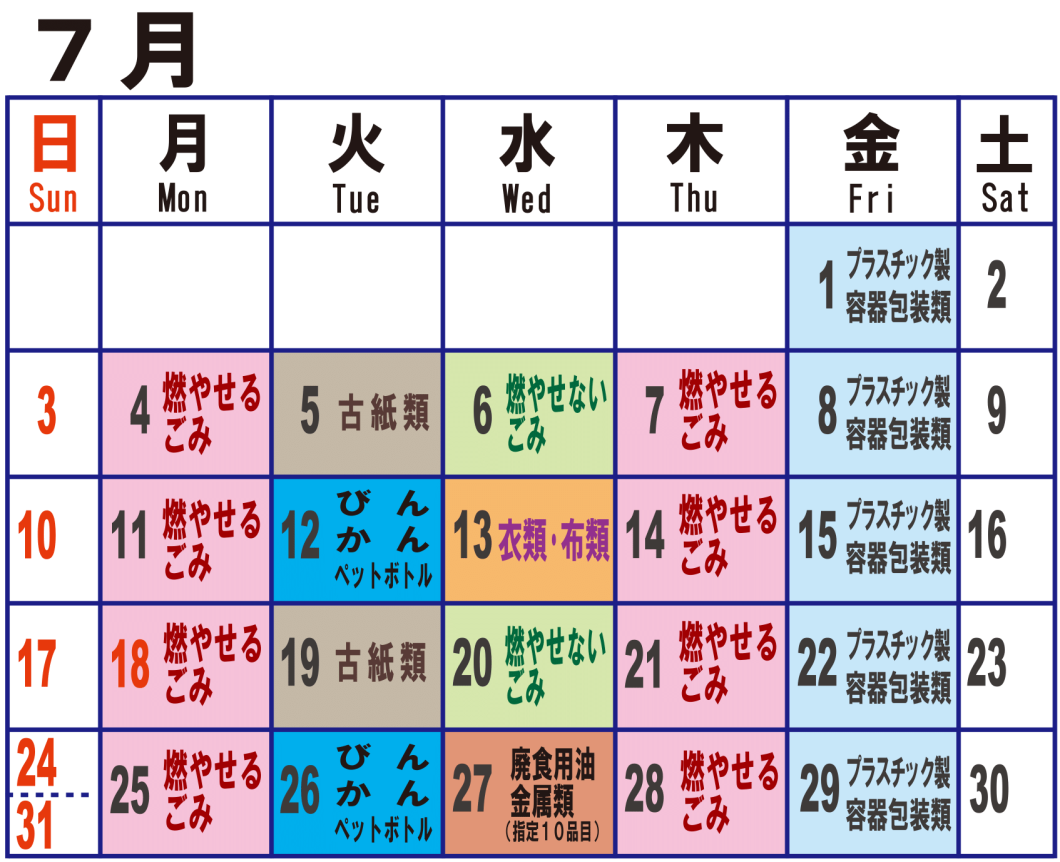 7月
日 月 火 水 木 金 土
Sun Mon Tue Wed Thu Fri Sat
1 プラスチック製
容器包装類
2
3
4 燃やせる
ごみ
5 古紙類
6 燃やせない
ごみ
7 燃やせる
ごみ
8 プラスチック製
容器包装類
9
10
11 燃やせる
ごみ
12 びん
かん
ペットボトル
13 衣類・布類
14 燃やせる
ごみ
15 プラスチック製
容器包装類
16
17
18 燃やせる
ごみ
19 古紙類
20 燃やせない
ごみ
21 燃やせる
ごみ
22 プラスチック製
容器包装類
23
24
31
25 燃やせる
ごみ
26 びん
かん
ペットボトル
27 廃食用油
金属類
(指定10品目)
28 燃やせる
ごみ
29 プラスチック製
容器包装類
30